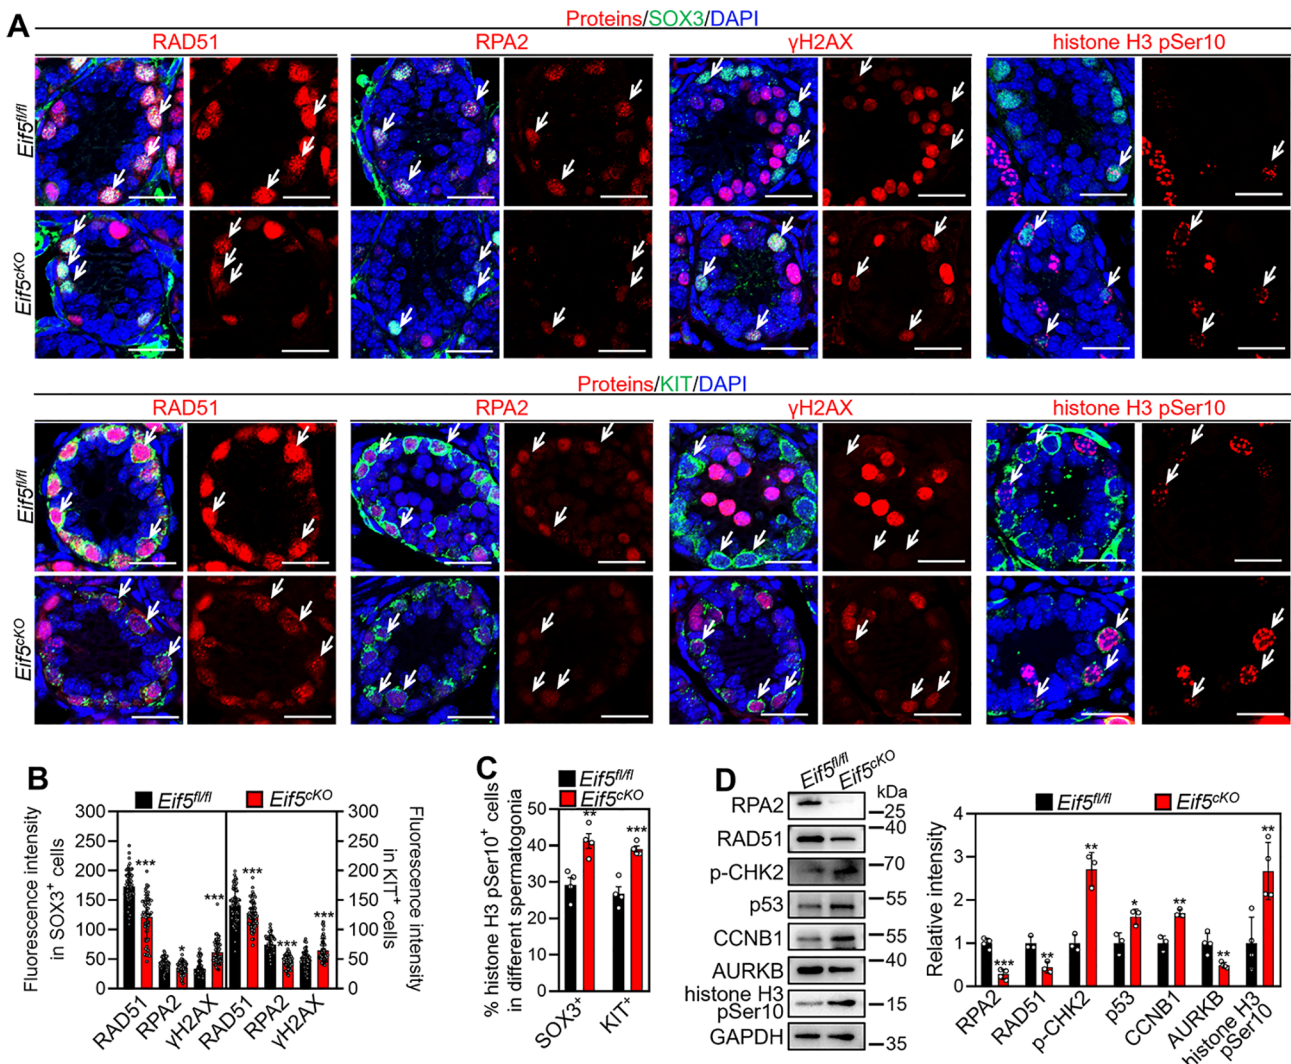 A
Proteins/SOX3/DAPI
RAD51 RPA2 γH2AX histone H3 pSer10
Eif5fl/fl
Eif5cKO
Proteins/KIT/DAPI
RAD51 RPA2 γH2AX histone H3 pSer10
Eif5fl/fl
Eif5cKO
B
Eif5fl/fl Eif5cKO
Fluorescence intensity
in SOX3+ cells
300 250 200 150 100 50 0
*** * *** *** *** ***
300 250 200 150 100 50 0
Fluorescence intensity
in KIT+ cells
RAD51 RPA2 γH2AX RAD51 RPA2 γH2AX
C
Eif5fl/fl
Eif5cKO
% histone H3 pSer10+ cells
in different spermatogonia
50 40 30 20 10 0
** ***
SOX3+ KIT+
D
Eif5fl/fl Eif5cKO
kDa
RPA2 25
RAD51 40
p-CHK2 70
p53 55
CCNB1 55
AURKB 40
histone H3
pSer10 15
GAPDH 35
Eif5fl/fl Eif5cKO
Relative intensity
4 3 2 1 0
*** ** ** * ** ** **
RPA2 RAD51 p-CHK2 p53 CCNB1 AURKB histone H3
pSer10